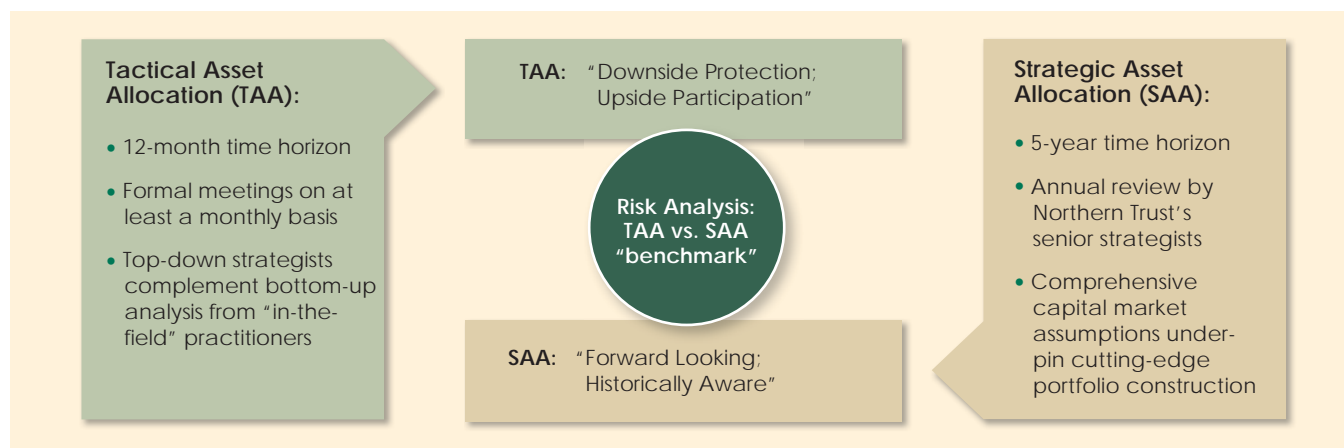 Tactical Asset
Allocation (TAA):
• 12-month time horizon
• Formal meetings on at
least a monthly basis
• Top-down strategists
complement bottom-up
analysis from “in-the-
field” practitioners
TAA: “Downside Protection;
Upside Participation”
Risk Analysis:
TAA vs. SAA
“benchmark”
SAA: “Forward Looking;
Historically Aware”
Strategic Asset
Allocation (SAA):
• 5-year time horizon
• Annual review by
Northern Trust’s
senior strategists
• Comprehensive
capital market
assumptions under-
pin cutting-edge
portfolio construction